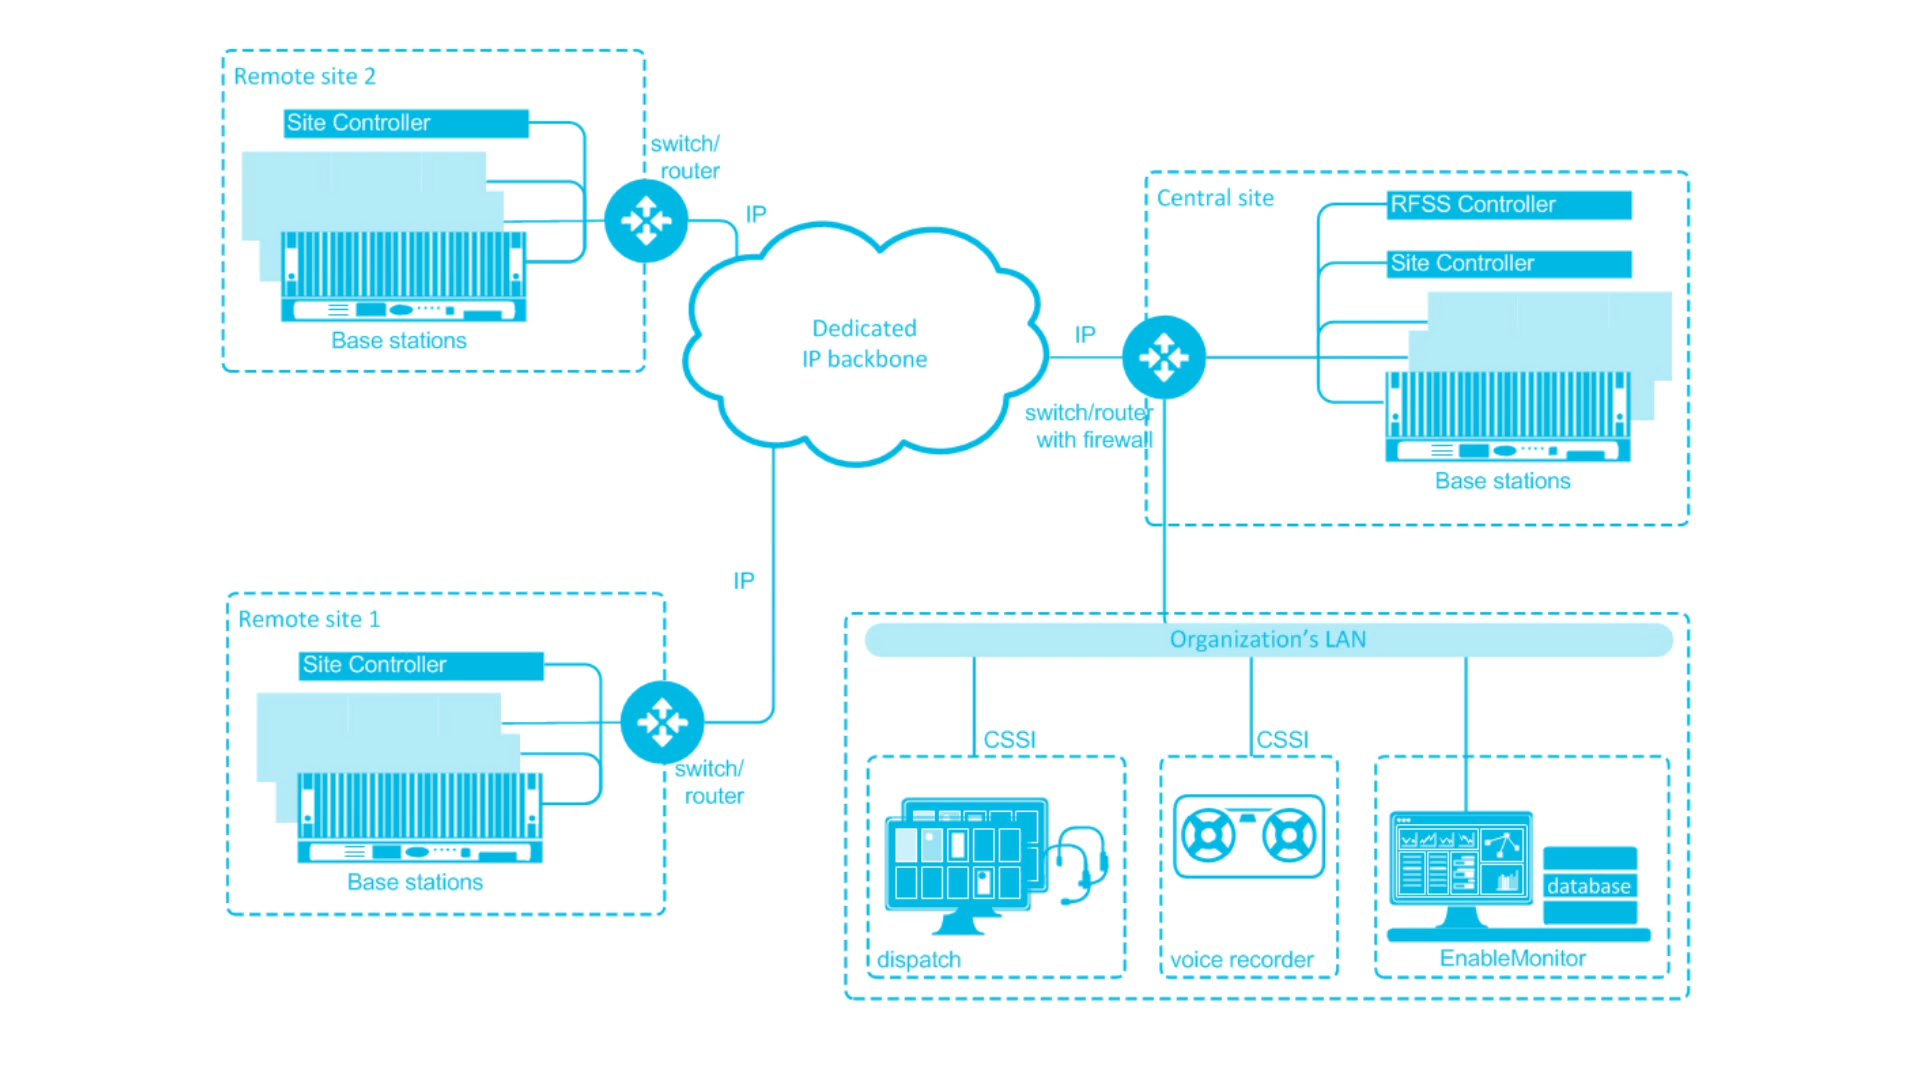 Remote site 2
Site Controller
switch/
router
Base stations
IP
Dedicated
IP backbone
IP
Central site
RFSS Controller
Site Controller
switch/router
with firewall
Base stations
IP
Remote site 1
Site Controller
switch/
router
Base stations
Organization’s LAN
CSSI
CSSI
dispatch
voice recorder
database
EnableMonitor